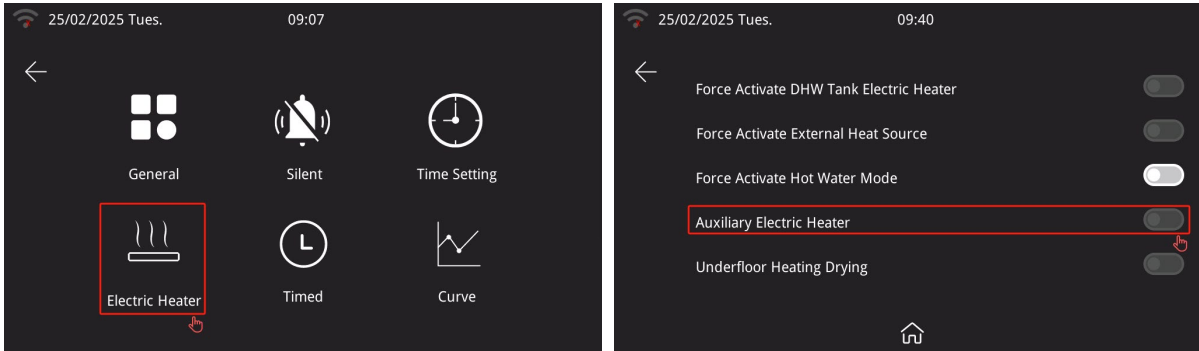 25/02/2025 Tues. 09:07
General Silent Time Setting
Electric Heater Timed Curve
25/02/2025 Tues. 09:40
Force Activate DHW Tank Electric Heater
Force Activate External Heat Source
Force Activate Hot Water Mode
Auxiliary Electric Heater
Underfloor Heating Drying